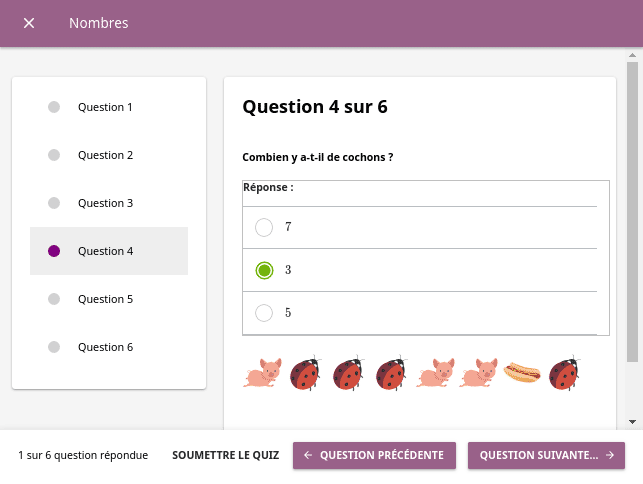 Nombres
Question 1
Question 2
Question 3
Question 4
Question 5
Question 6
Question 4 sur 6
Combien y a-t-il de cochons ?
Réponse :
7
3
5
1 sur 6 question répondue
SOUMETTRE LE QUIZ
QUESTION PRÉCÉDENTE
QUESTION SUIVANTE...